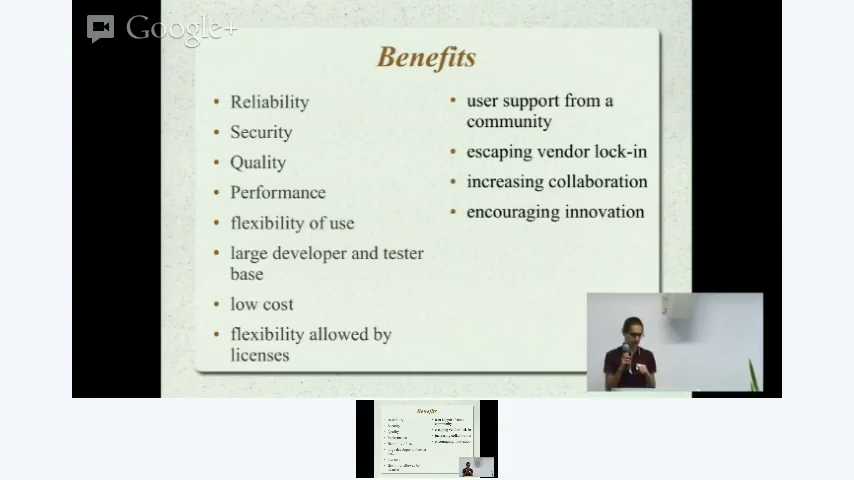 Google+
Benefits
Reliability
Security
Quality
Performance
flexibility of use
large developer and tester
base
low cost
flexibility allowed by
licenses
user support from a
community
escaping vendor lock-in
increasing collaboration
encouraging innovation
Benefits